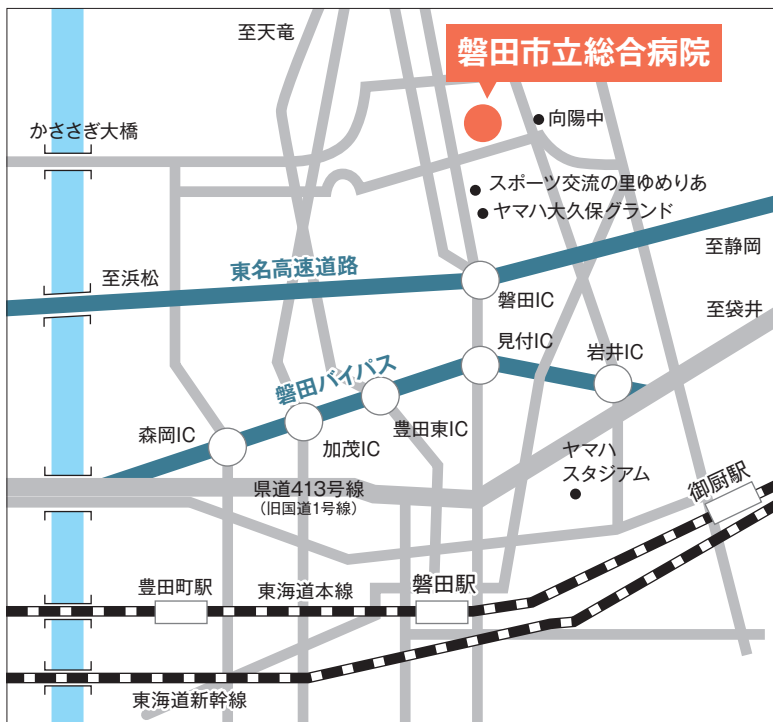 至天竜
磐田市立総合病院
かささぎ大橋
向陽中
スポーツ交流の里ゆめりあ
ヤマハ大久保グランド
至静岡
東名高速道路
至浜松
磐田IC
至袋井
見付IC
岩井IC
磐田バイパス
豊田東IC
加茂IC
森岡IC
ヤマハ
スタジアム
御厨駅
県道413号線
（旧国道1号線）
豊田町駅
東海道本線
磐田駅
東海道新幹線